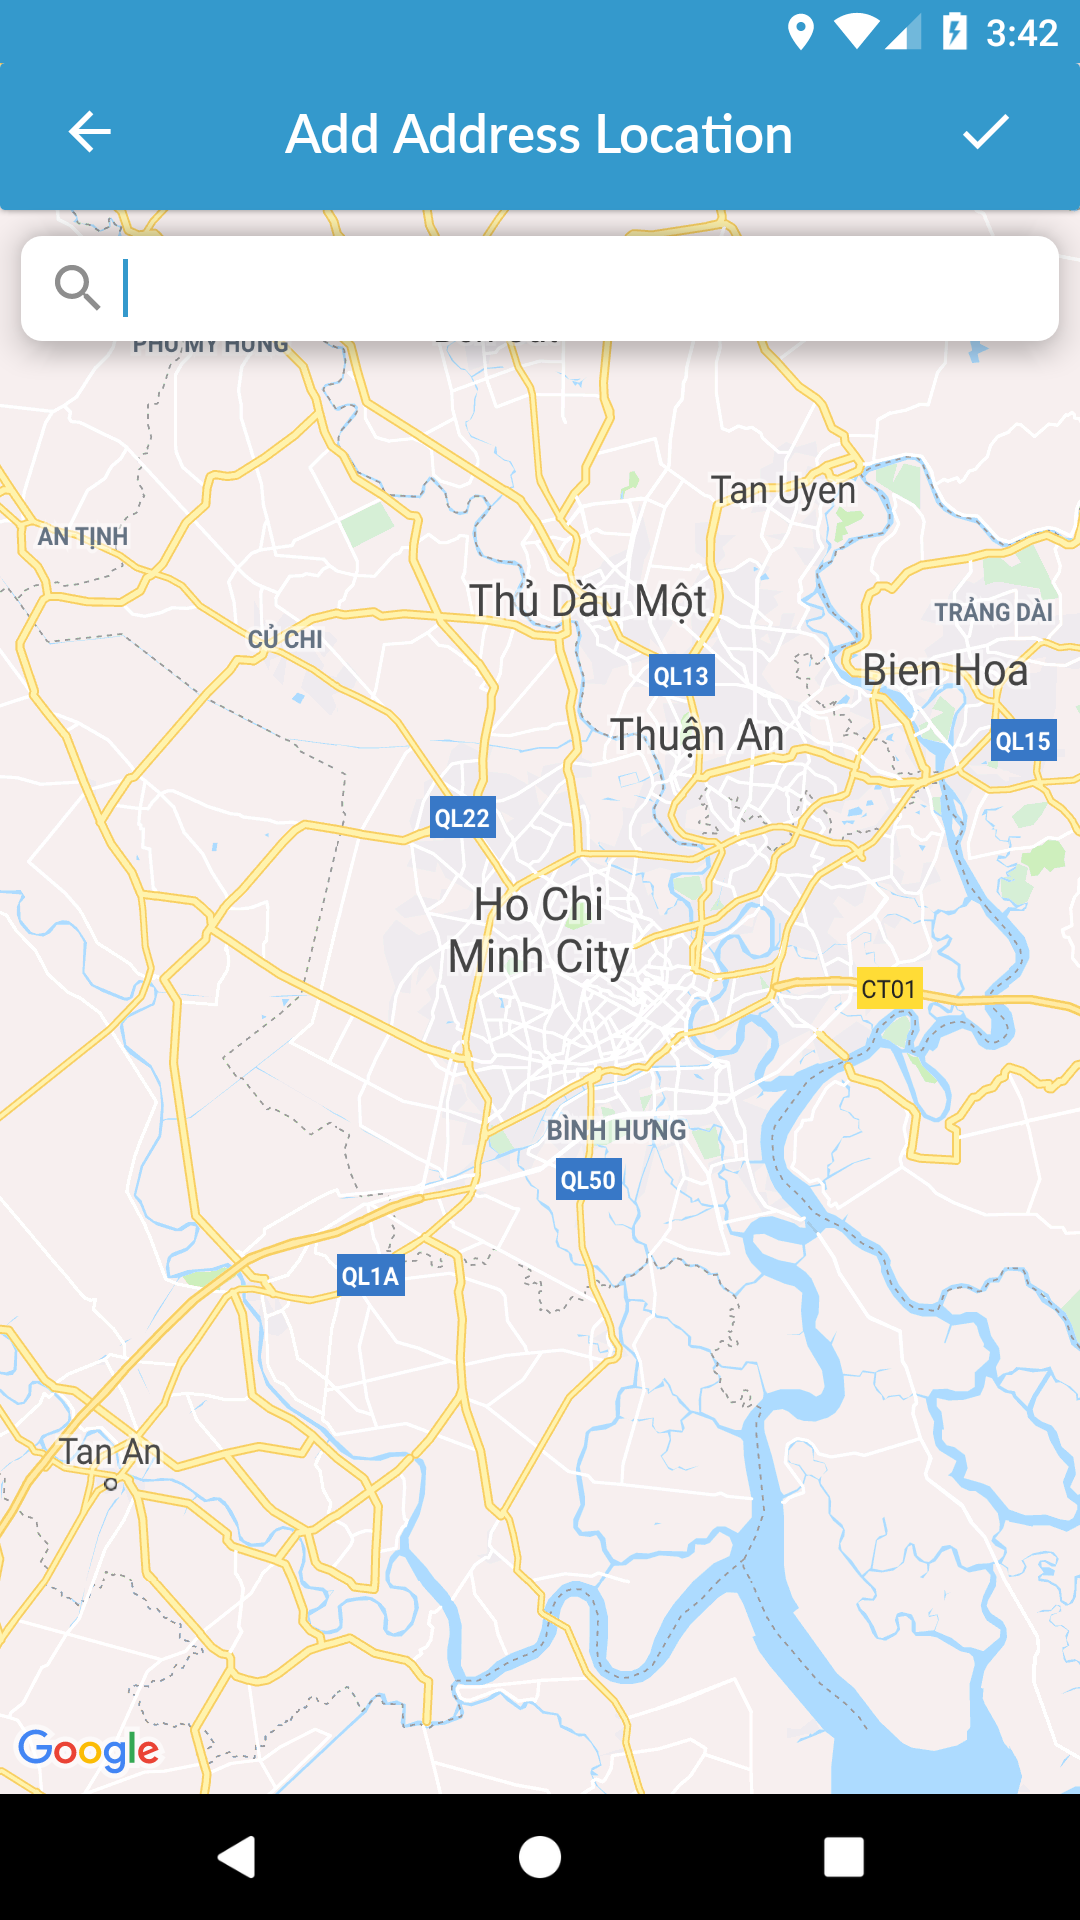 3:42
Add Address Location
PHÚ MỸ HƯNG
Tan Uyen
AN TỊNH
Thủ Dầu Một
TRẢNG DÀI
CỦ CHI
Bien Hoa
QL13
Thuận An
QL15
QL22
Ho Chi
Minh City
CT01
BÌNH HƯNG
QL50
QL1A
Tan An
Google